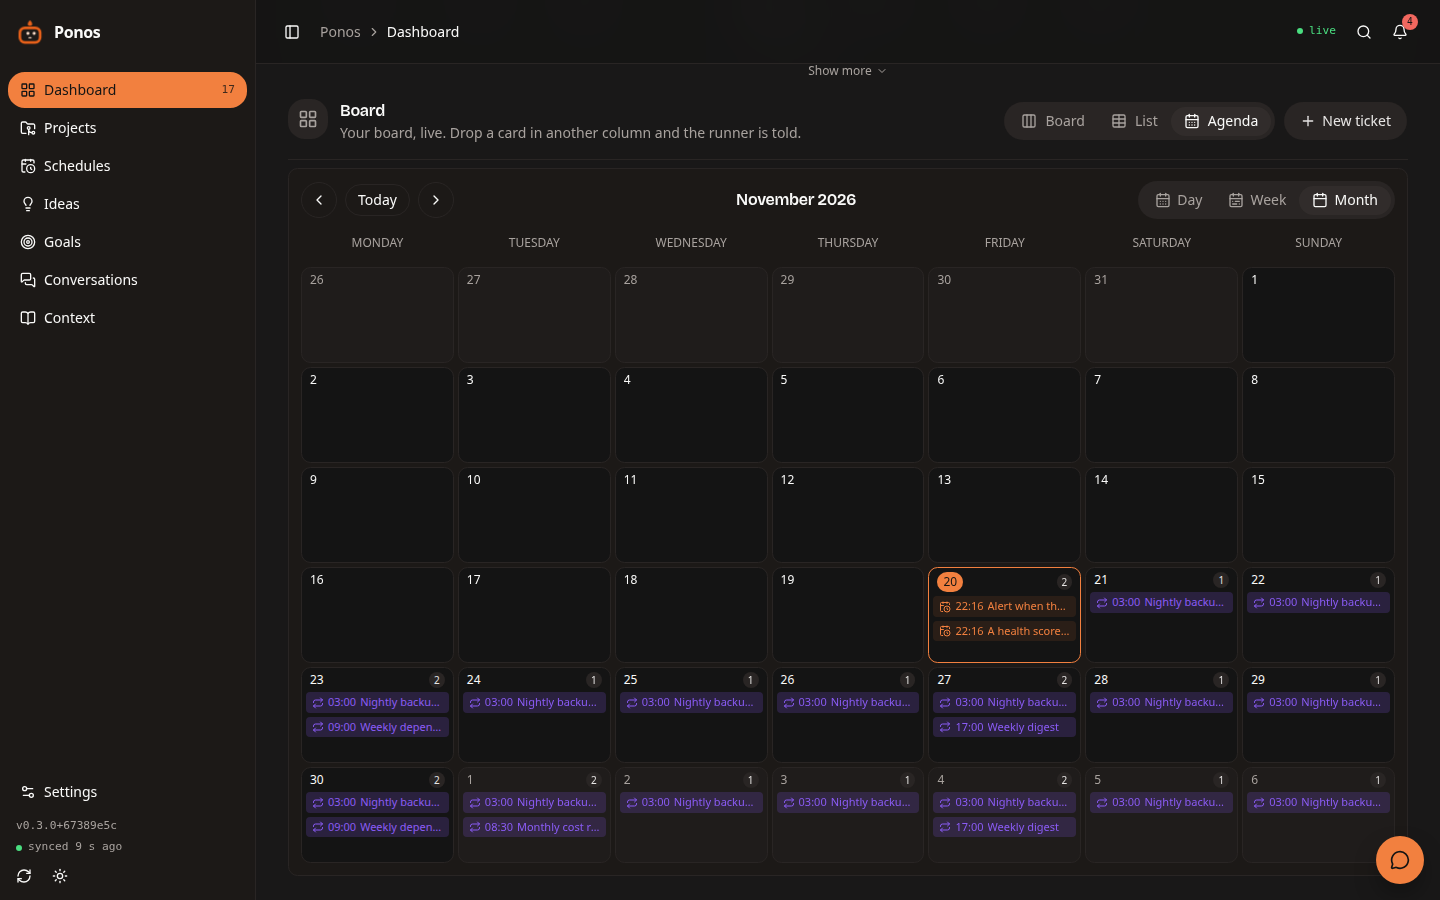 Ponos
Ponos > Dashboard
live
4
Dashboard 17
Projects
Schedules
Ideas
Goals
Conversations
Context
Settings
v0.3.0+67389e5c
synced 9 s ago
Show more
Board
Your board, live. Drop a card in another column and the runner is told.
Board List Agenda
New ticket
Today
November 2026
Day Week Month
MONDAY TUESDAY WEDNESDAY THURSDAY FRIDAY SATURDAY SUNDAY
26 27 28 29 30 31 1
2 3 4 5 6 7 8
9 10 11 12 13 14 15
16 17 18 19 20 2 21 1 22 1
22:16 Alert when th... 03:00 Nightly backu... 03:00 Nightly backu...
22:16 A health score...
23 2 24 1 25 1 26 1 27 2 28 1 29 1
03:00 Nightly backu... 03:00 Nightly backu... 03:00 Nightly backu... 03:00 Nightly backu... 03:00 Nightly backu... 03:00 Nightly backu... 03:00 Nightly backu...
09:00 Weekly depen... 17:00 Weekly digest
30 2 1 2 2 1 3 1 4 2 5 1 6 1
03:00 Nightly backu... 03:00 Nightly backu... 03:00 Nightly backu... 03:00 Nightly backu... 03:00 Nightly backu... 03:00 Nightly backu... 03:00 Nightly backu...
09:00 Weekly depen... 08:30 Monthly cost r... 17:00 Weekly digest